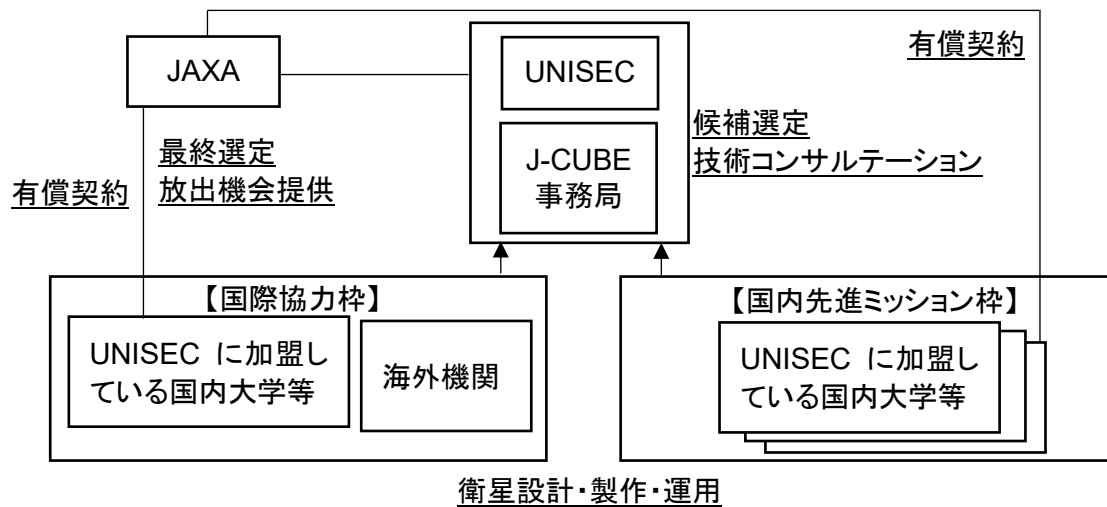 有償契約
JAXA
UNISEC
候補選定
技術コンサルテーション
最終選定
放出機会提供
J-CUBE
事務局
有償契約
【国際協力枠】
UNISEC に加盟し
ている国内大学等
海外機関
【国内先進ミッション枠】
UNISEC に加盟し
ている国内大学等
衛星設計・製作・運用